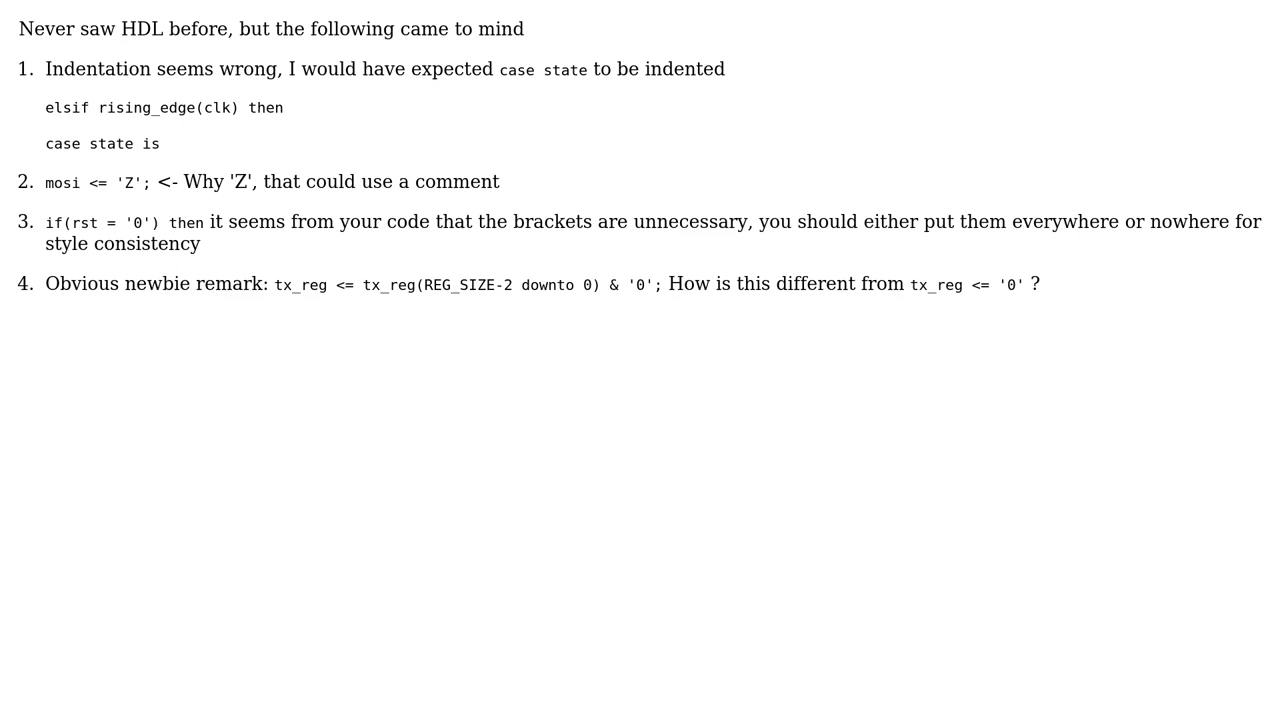 Never saw HDL before, but the following came to mind
1. Indentation seems wrong, I would have expected case state to be indented
elsif rising_edge(clk) then
case state is
2. mosi <= 'Z'; <- Why 'Z', that could use a comment
3. if(rst = '0') then it seems from your code that the brackets are unnecessary, you should either put them everywhere or nowhere for
style consistency
4. Obvious newbie remark: tx_reg <= tx_reg(REG_SIZE-2 downto 0) & '0'; How is this different from tx_reg <= '0' ?